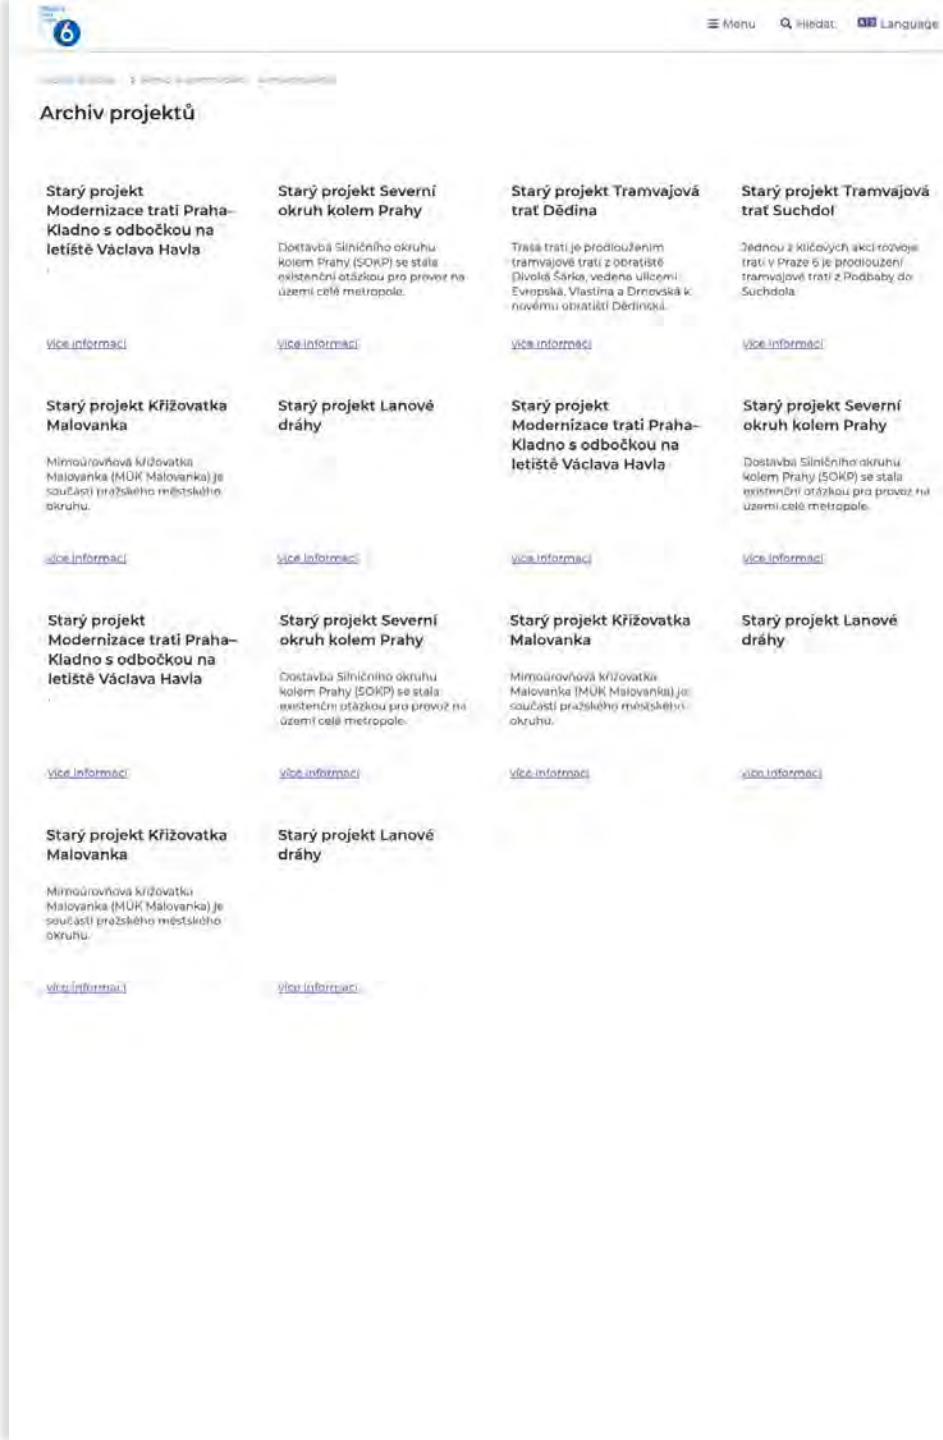 6
Menu
Hledat
Language
Archiv projektů
Starý projekt
Modernizace trati Praha–
Kladno s odbočkou na
letiště Václava Havla
více informací
Starý projekt Severní
okruh kolem Prahy
Dostavba Silničního okruhu
kolem Prahy (SOKP) se stala
existenční otázkou pro provoz na
území celé metropole.
více informací
Starý projekt Tramvajová
trať Dědina
Trasa trati je prodloužením
tramvajové trati z obratiště
Divoká Šárka, vedena ulicemi
Evropská, Vlastina a Drnovská k
novému obratišti Dědinská.
více informací
Starý projekt Tramvajová
trať Suchdol
Jednou z klíčových akcí rozvoje
trati v Praze 6 je prodloužení
tramvajové trati z Podbaby do
Suchdola
více informací
Starý projekt Křižovatka
Malovanka
Mimoúrovňová křižovatka
Malovanka (MÚK Malovanka) je
součástí pražského městského
okruhu.
více informací
Starý projekt Lanové
dráhy
více informací
Starý projekt
Modernizace trati Praha–
Kladno s odbočkou na
letiště Václava Havla
více informací
Starý projekt Severní
okruh kolem Prahy
Dostavba Silničního okruhu
kolem Prahy (SOKP) se stala
existenční otázkou pro provoz na
území celé metropole.
více informací
Starý projekt
Modernizace trati Praha–
Kladno s odbočkou na
letiště Václava Havla
více informací
Starý projekt Severní
okruh kolem Prahy
Dostavba Silničního okruhu
kolem Prahy (SOKP) se stala
existenční otázkou pro provoz na
území celé metropole.
více informací
Starý projekt Křižovatka
Malovanka
Mimoúrovňová křižovatka
Malovanka (MÚK Malovanka) je
součástí pražského městského
okruhu.
více informací
Starý projekt Lanové
dráhy
více informací
Starý projekt Křižovatka
Malovanka
Mimoúrovňová křižovatka
Malovanka (MÚK Malovanka) je
součástí pražského městského
okruhu.
více informací
Starý projekt Lanové
dráhy
více informací